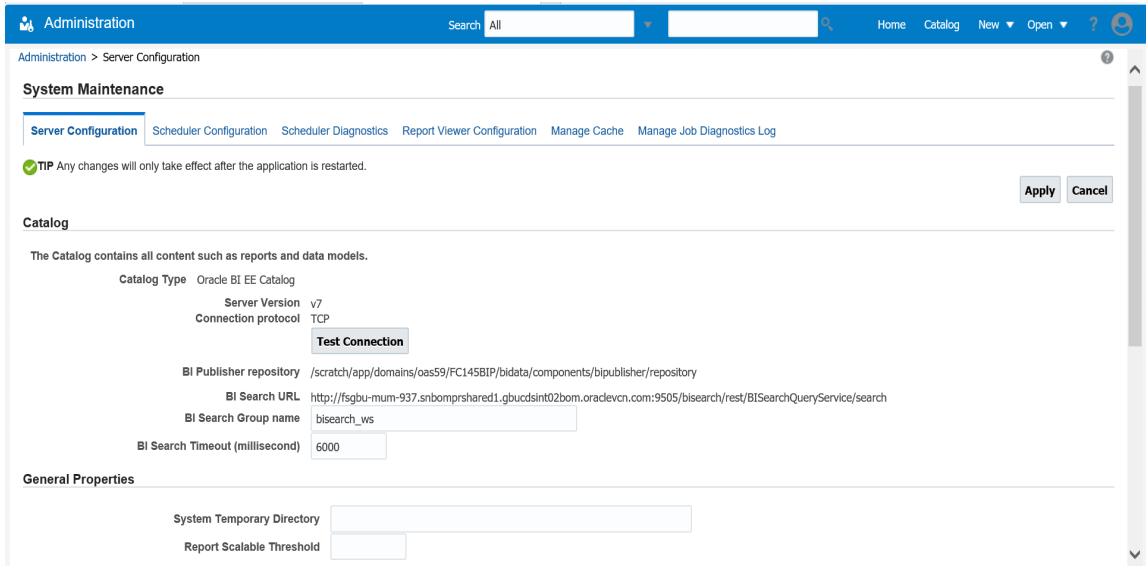 Administration Search All Home Catalog New Open ?
Administration > Server Configuration ?
System Maintenance
Server Configuration Scheduler Configuration Scheduler Diagnostics Report Viewer Configuration Manage Cache Manage Job Diagnostics Log
TIP Any changes will only take effect after the application is restarted.
Apply Cancel
Catalog
The Catalog contains all content such as reports and data models.
Catalog Type Oracle BI EE Catalog
Server Version v7
Connection protocol TCP
Test Connection
BI Publisher repository /scratch/app/domains/oas59/FC145BIP/bidata/components/bipublisher/repository
BI Search URL http://fsgbu-mum-937.snbomprshared1.gbucdsint02bom.oraclevcn.com:9505/bisearch/rest/BISearchQueryService/search
BI Search Group name bisearch_ws
BI Search Timeout (millisecond) 6000
General Properties
System Temporary Directory
Report Scalable Threshold